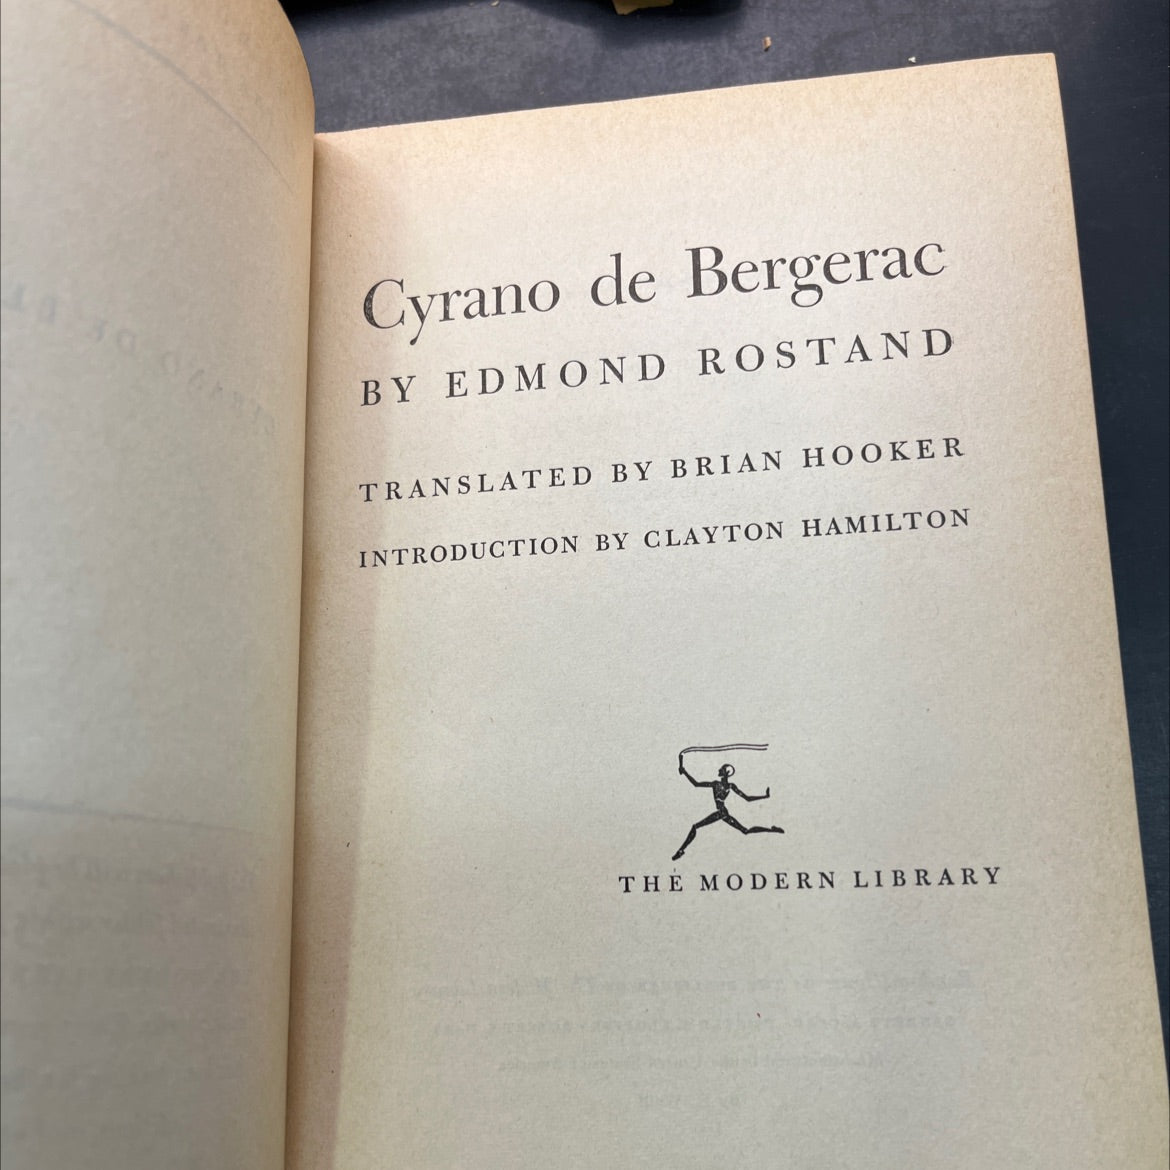 Cyrano de Bergerac
BY EDMOND ROSTAND
TRANSLATED BY BRIAN HOOKER
INTRODUCTION BY CLAYTON HAMILTON
THE MODERN LIBRARY